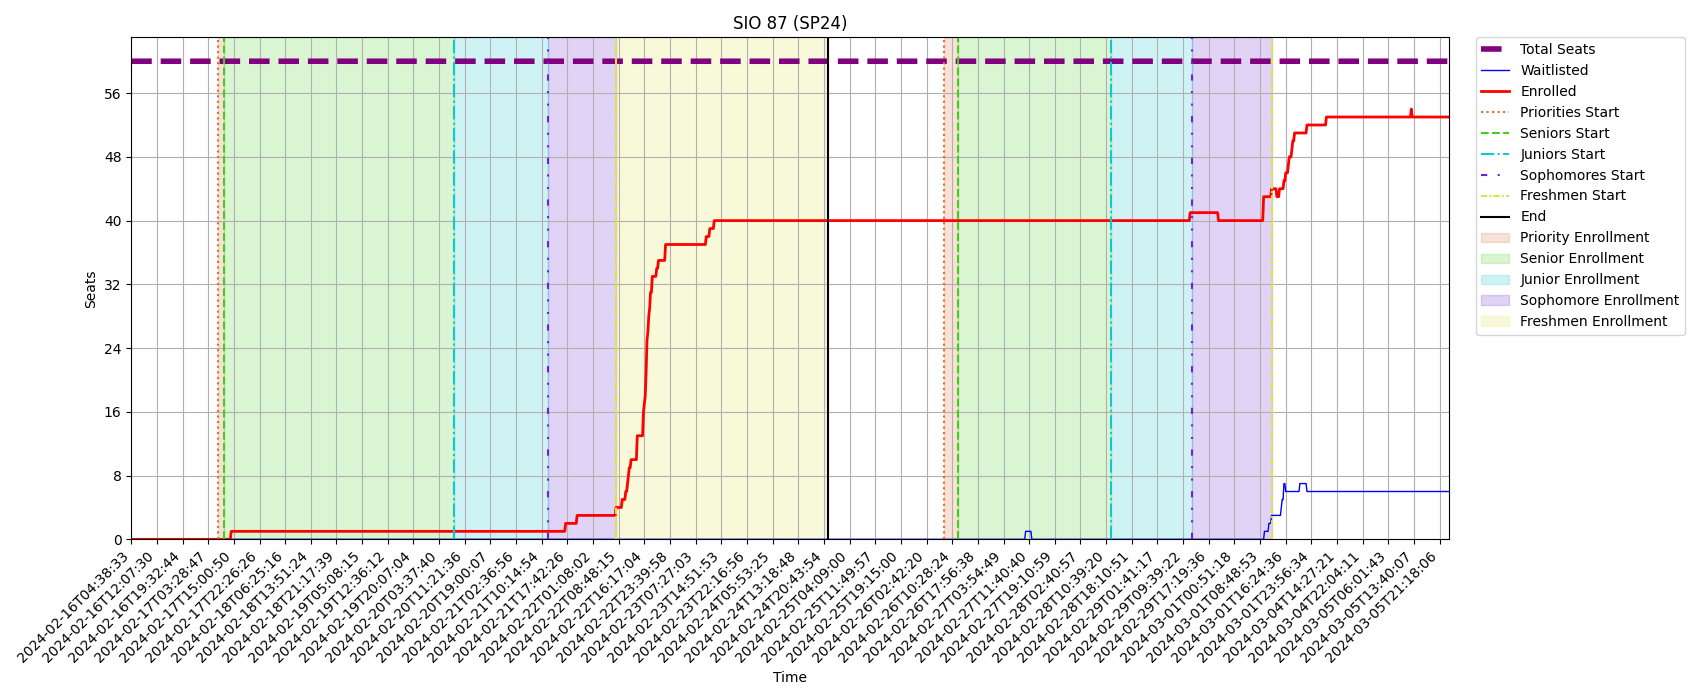 SIO 87 (SP24)
Total Seats
Waitlisted
Enrolled
Priorities Start
Seniors Start
Juniors Start
Sophomores Start
Freshmen Start
End
Priority Enrollment
Senior Enrollment
Junior Enrollment
Sophomore Enrollment
Freshmen Enrollment
Seats
56
48
40
32
24
16
8
0
2024-02-16T04:38:33
2024-02-16T12:07:30
2024-02-16T19:32:44
2024-02-17T03:28:47
2024-02-17T15:00:50
2024-02-17T22:26:26
2024-02-18T06:25:16
2024-02-18T13:51:24
2024-02-18T21:17:39
2024-02-19T05:08:15
2024-02-19T12:36:12
2024-02-19T20:07:04
2024-02-20T03:37:40
2024-02-20T11:21:36
2024-02-20T19:00:07
2024-02-21T02:36:56
2024-02-21T10:14:54
2024-02-21T17:42:26
2024-02-22T01:08:02
2024-02-22T08:48:15
2024-02-22T16:17:04
2024-02-22T23:39:58
2024-02-23T07:27:03
2024-02-23T14:51:53
2024-02-23T22:16:56
2024-02-24T05:53:25
2024-02-24T13:18:48
2024-02-24T20:43:54
2024-02-25T04:09:00
2024-02-25T11:49:57
2024-02-25T19:15:00
2024-02-26T02:42:20
2024-02-26T10:28:24
2024-02-26T17:56:38
2024-02-27T03:54:49
2024-02-27T11:40:40
2024-02-27T19:10:59
2024-02-28T02:40:57
2024-02-28T10:39:20
2024-02-28T18:10:51
2024-02-29T01:41:17
2024-02-29T09:39:22
2024-02-29T17:19:36
2024-03-01T00:51:18
2024-03-01T08:48:53
2024-03-01T16:24:36
2024-03-01T23:56:34
2024-03-04T14:27:21
2024-03-04T22:04:11
2024-03-05T06:01:43
2024-03-05T13:40:07
2024-03-05T21:18:06
Time